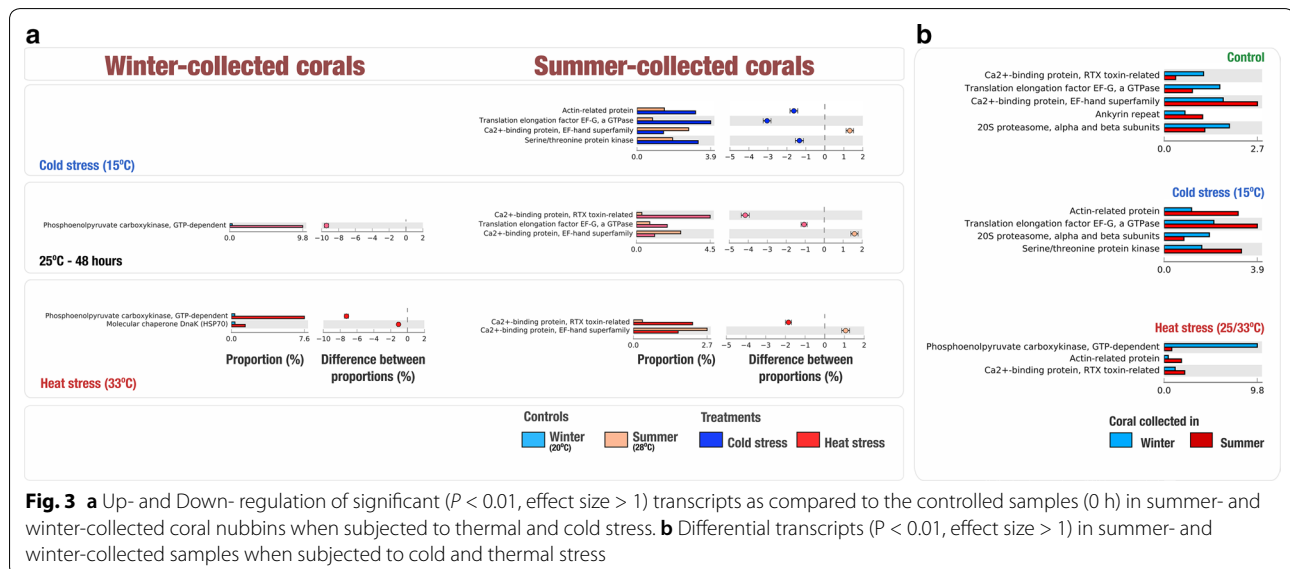 a
Winter-collected corals
Summer-collected corals
Actin-related protein
Translation elongation factor EF-G, a GTPase
Ca2+-binding protein, EF-hand superfamily
Serine/threonine protein kinase
0.0 3.9 −5 −4 −3 −2 −1 0 1 2
Cold stress (15ºC)
Phosphoenolpyruvate carboxykinase, GTP-dependent
0.0 9.8 −10 −8 −6 −4 −2 0 2
Ca2+-binding protein, RTX toxin-related
Translation elongation factor EF-G, a GTPase
Ca2+-binding protein, EF-hand superfamily
0.0 4.5 −5 −4 −3 −2 −1 0 1 2
25ºC - 48 hours
Phosphoenolpyruvate carboxykinase, GTP-dependent
Molecular chaperone DnaK (HSP70)
0.0 7.6 −10 −8 −6 −4 −2 0 2
Proportion (%)
Difference between
proportions (%)
Ca2+-binding protein, RTX toxin-related
Ca2+-binding protein, EF-hand superfamily
0.0 2.7 −5 −4 −3 −2 −1 0 1 2
Proportion (%)
Difference between
proportions (%)
Heat stress (33ºC)
Controls
Winter
(20ºC)
Summer
(28ºC)
Treatments
Cold stress
Heat stress
b
Control
Ca2+-binding protein, RTX toxin-related
Translation elongation factor EF-G, a GTPase
Ca2+-binding protein, EF-hand superfamily
Ankyrin repeat
20S proteasome, alpha and beta subunits
0.0 2.7
Cold stress (15ºC)
Actin-related protein
Translation elongation factor EF-G, a GTPase
20S proteasome, alpha and beta subunits
Serine/threonine protein kinase
0.0 3.9
Heat stress (25/33ºC)
Phosphoenolpyruvate carboxykinase, GTP-dependent
Actin-related protein
Ca2+-binding protein, RTX toxin-related
0.0 9.8
Coral collected in
Winter
Summer
Fig. 3 a Up- and Down- regulation of significant (P < 0.01, effect size > 1) transcripts as compared to the controlled samples (0 h) in summer- and
winter-collected coral nubbins when subjected to thermal and cold stress. b Differential transcripts (P < 0.01, effect size > 1) in summer- and
winter-collected samples when subjected to cold and thermal stress